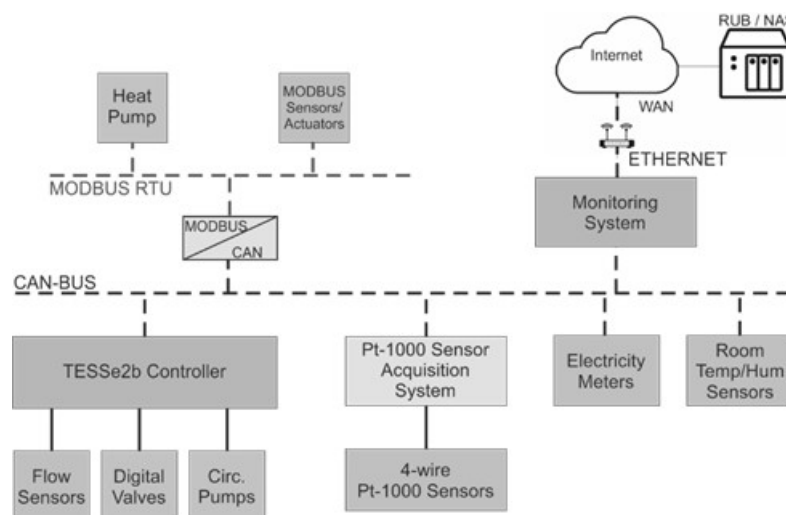 RUB / NAS
Internet
WAN
ETHERNET
Heat
Pump
MODBUS
Sensors/
Actuators
MODBUS RTU
Monitoring
System
MODBUS
CAN
CAN-BUS
TESSe2b Controller
Pt-1000 Sensor
Acquisition
System
Electricity
Meters
Room
Temp/Hum
Sensors
Flow
Sensors
Digital
Valves
Circ.
Pumps
4-wire
Pt-1000 Sensors